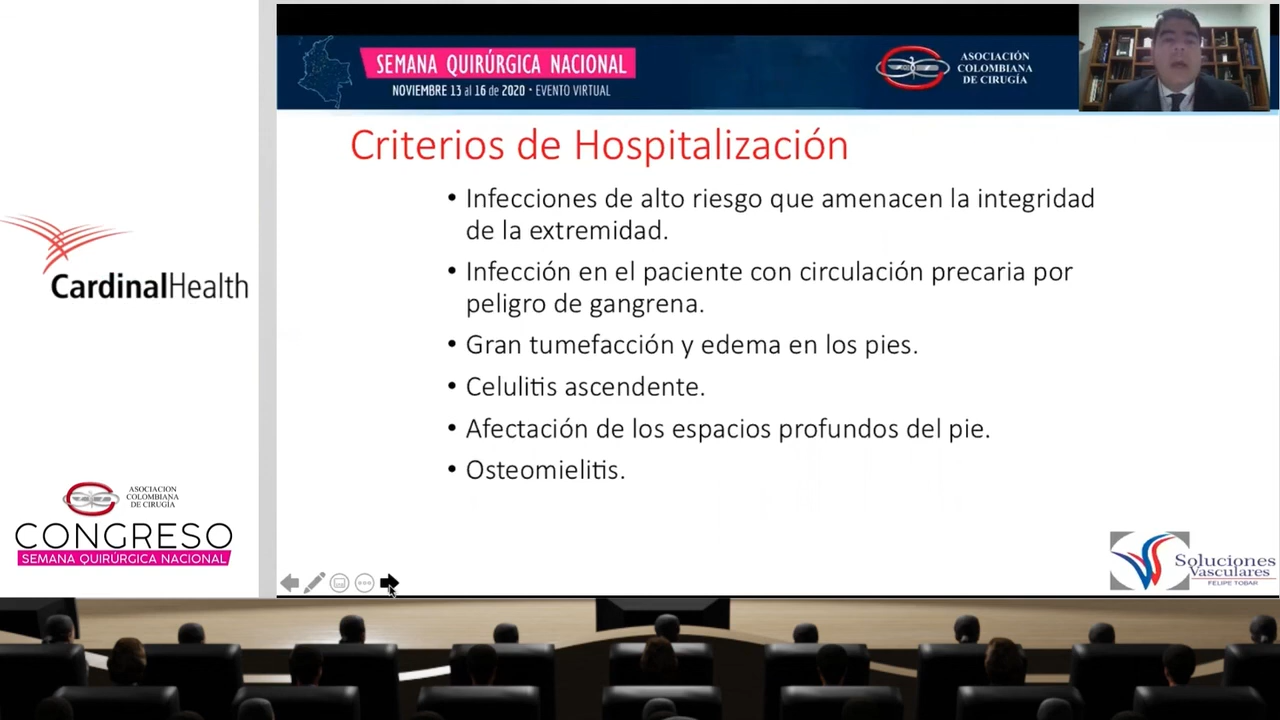 SEMANA QUIRÚRGICA NACIONAL
NOVIEMBRE 13 al 16 de 2020 • EVENTO VIRTUAL
ASOCIACIÓN
COLOMBIANA
DE CIRUGÍA
Criterios de Hospitalización
• Infecciones de alto riesgo que amenacen la integridad
de la extremidad.
• Infección en el paciente con circulación precaria por
peligro de gangrena.
• Gran tumefacción y edema en los pies.
• Celulitis ascendente.
• Afectación de los espacios profundos del pie.
• Osteomielitis.
CardinalHealth
ASOCIACIÓN
COLOMBIANA
DE CIRUGÍA
CONGRESO
SEMANA QUIRÚRGICA NACIONAL
Soluciones
Vasculares
FELIPE TOBAR